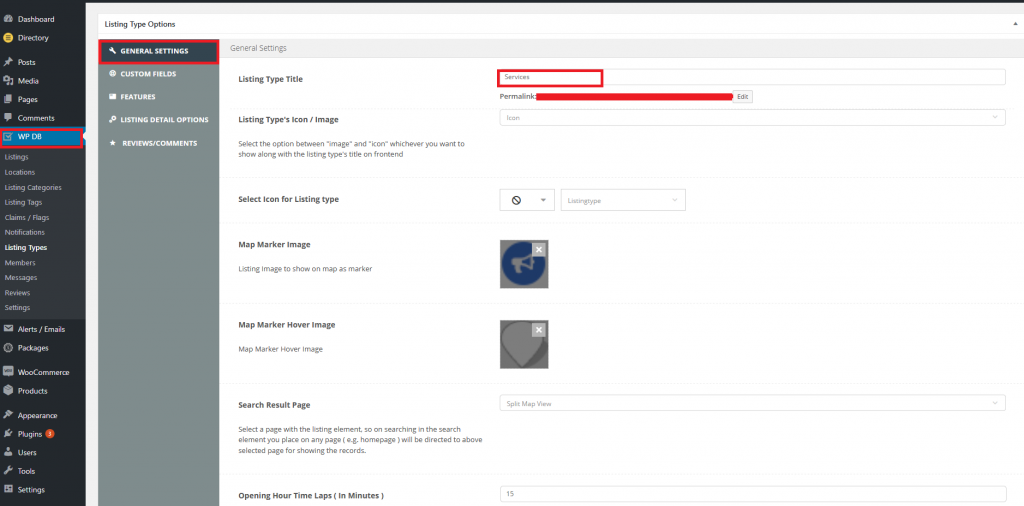 Dashboard
Directory
Posts
Media
Pages
Comments
WP DB
Listings
Locations
Listing Categories
Listing Tags
Claims / Flags
Notifications
Listing Types
Members
Messages
Reviews
Settings
Alerts / Emails
Packages
WooCommerce
Products
Appearance
Plugins 3
Users
Tools
Settings
Listing Type Options
GENERAL SETTINGS
CUSTOM FIELDS
FEATURES
LISTING DETAIL OPTIONS
REVIEWS/COMMENTS
General Settings
Listing Type Title
Services
Permalink: Edit
Listing Type's Icon / Image
Icon
Select the option between "image" and "icon" whichever you want to
show along with the listing type's title on frontend
Select Icon for Listing type
Listingtype
Map Marker Image
Listing Image to show on map as marker
Map Marker Hover Image
Map Marker Hover Image
Search Result Page
Split Map View
Select a page with the listing element, so on searching in the search
element you place on any page ( e.g. homepage ) will be directed to above
selected page for showing the records.
Opening Hour Time Laps ( In Minutes )
15